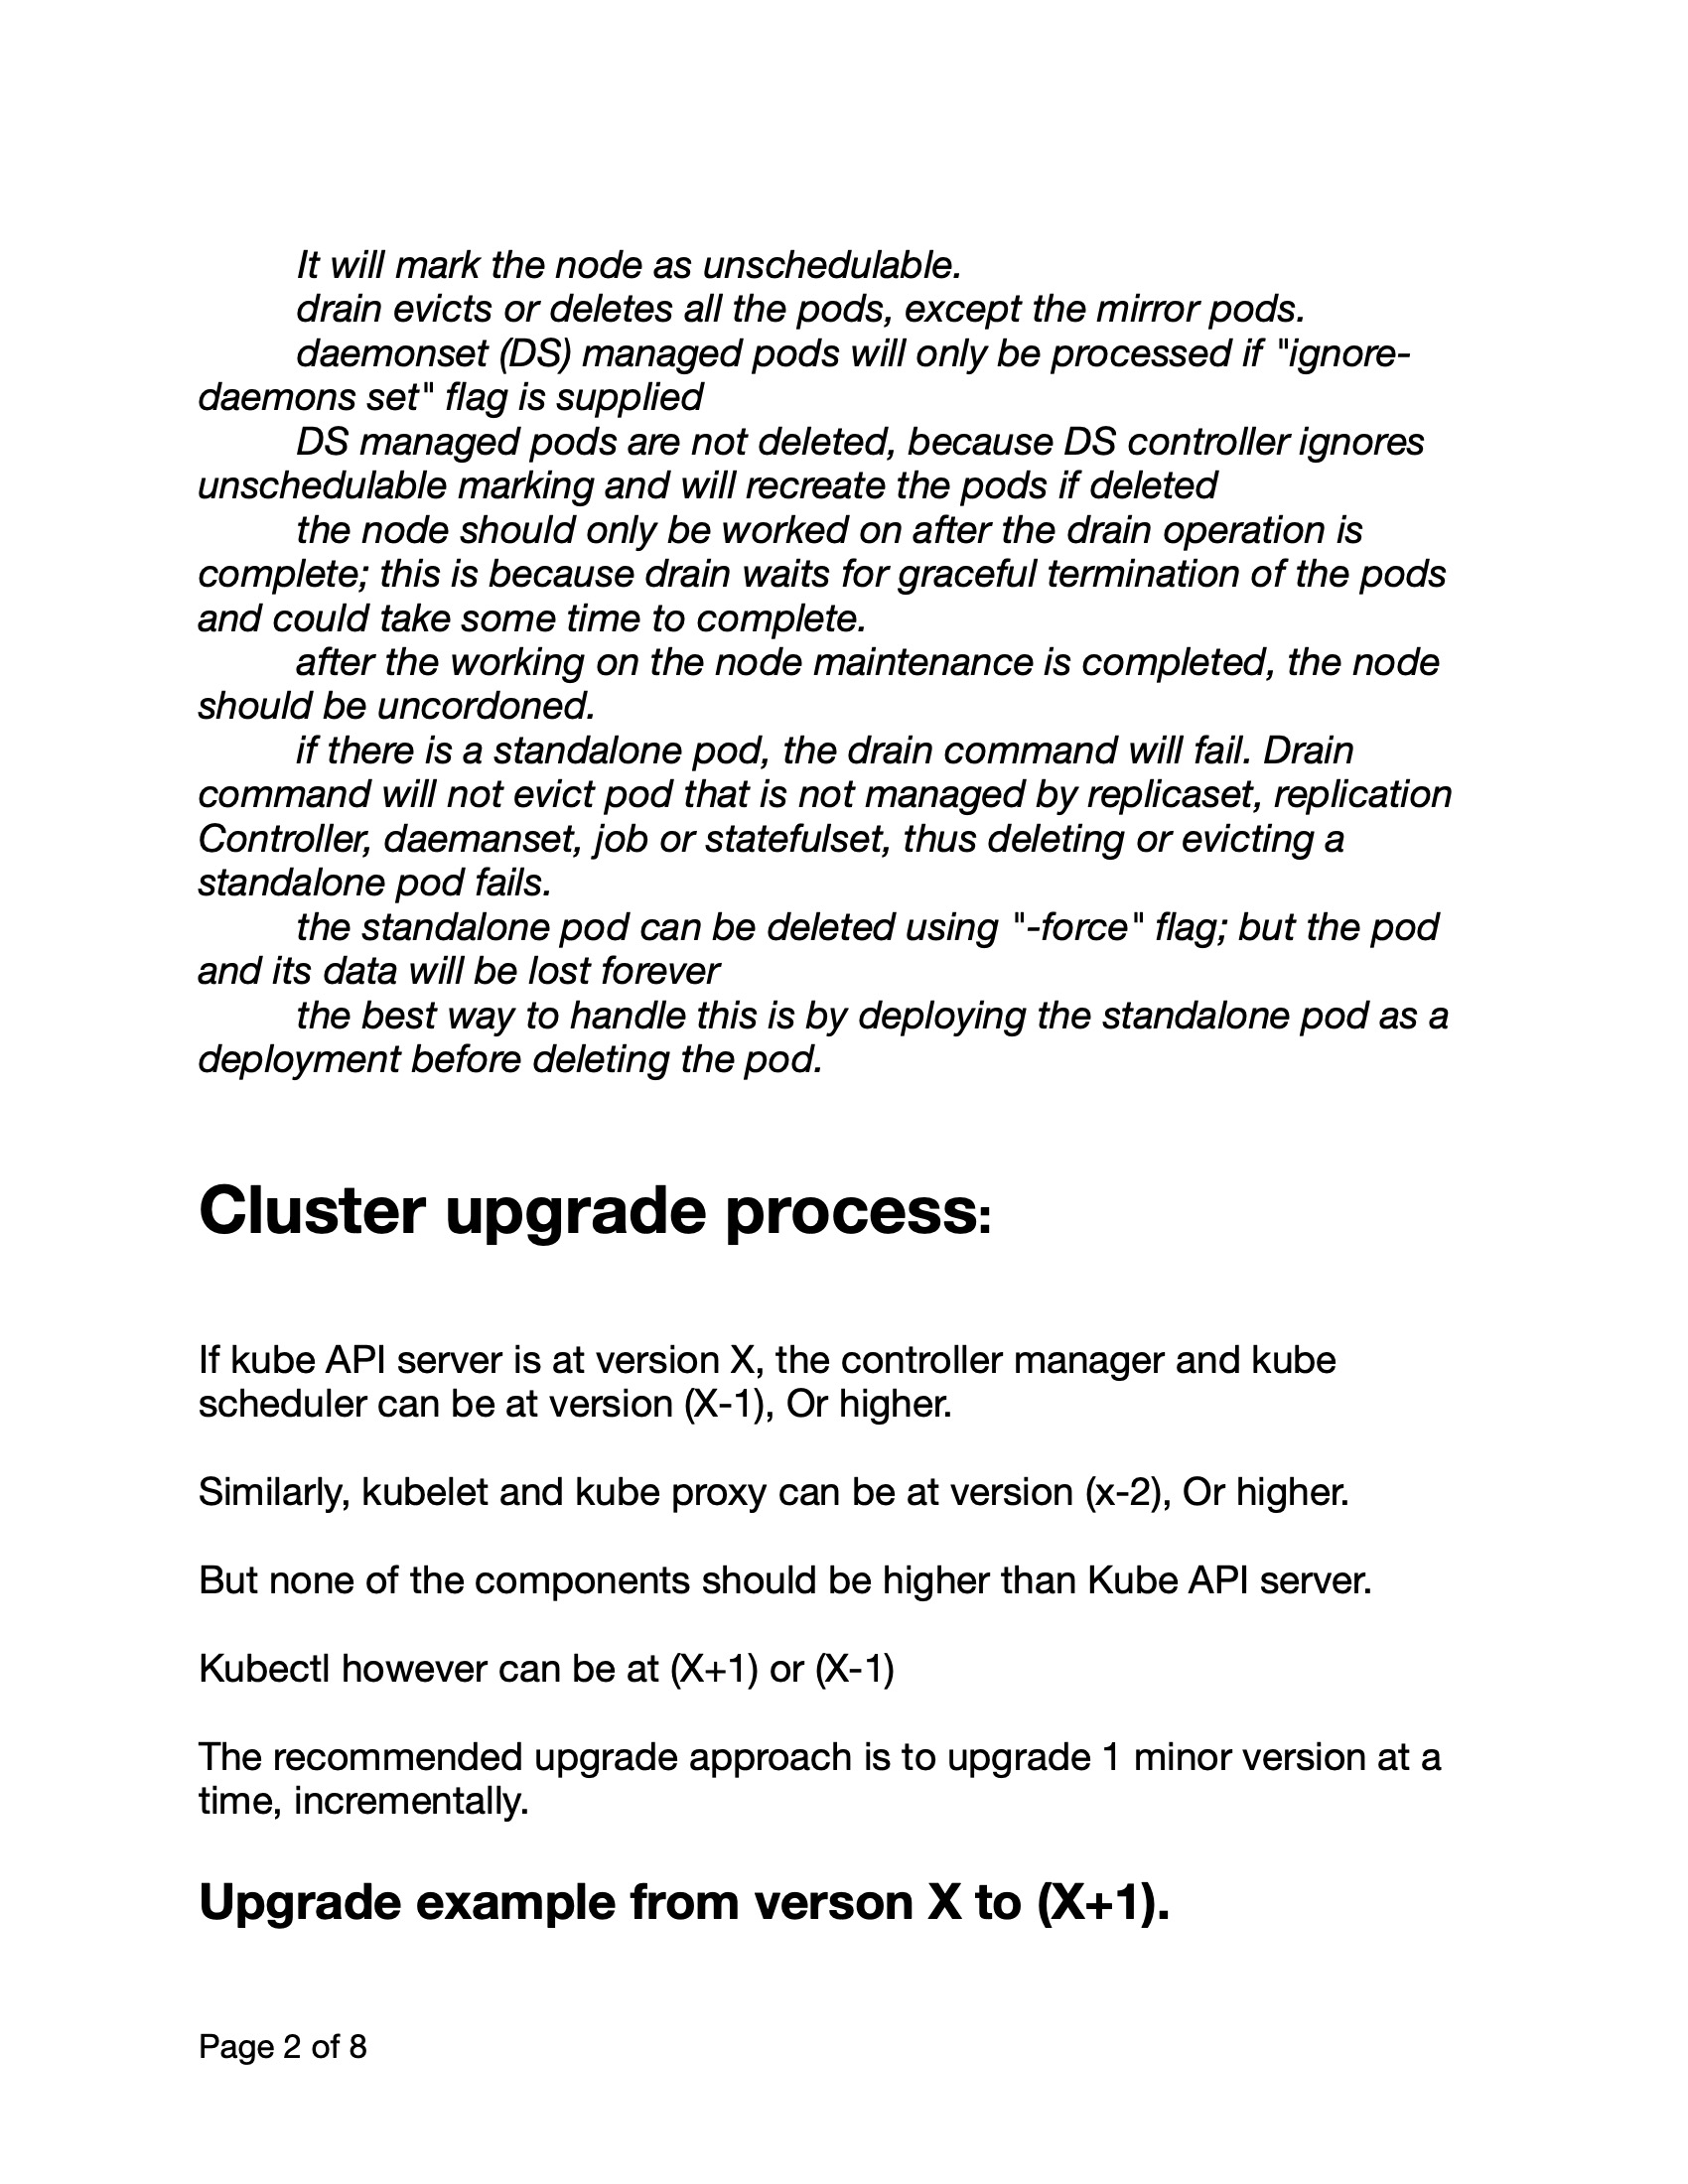 It will mark the node as unschedulable.
drain evicts or deletes all the pods, except the mirror pods.
daemonset (DS) managed pods will only be processed if "ignore-
daemons set" flag is supplied
DS managed pods are not deleted, because DS controller ignores
unschedulable marking and will recreate the pods if deleted
the node should only be worked on after the drain operation is
complete; this is because drain waits for graceful termination of the pods
and could take some time to complete.
after the working on the node maintenance is completed, the node
should be uncordoned.
if there is a standalone pod, the drain command will fail. Drain
command will not evict pod that is not managed by replicaset, replication
Controller, daemanset, job or statefulset, thus deleting or evicting a
standalone pod fails.
the standalone pod can be deleted using "-force" flag; but the pod
and its data will be lost forever
the best way to handle this is by deploying the standalone pod as a
deployment before deleting the pod.
Cluster upgrade process:
If kube API server is at version X, the controller manager and kube
scheduler can be at version (X-1), Or higher.
Similarly, kubelet and kube proxy can be at version (x-2), Or higher.
But none of the components should be higher than Kube API server.
Kubectl however can be at (X+1) or (X-1)
The recommended upgrade approach is to upgrade 1 minor version at a
time, incrementally.
Upgrade example from verson X to (X+1).
Page 2 of 8